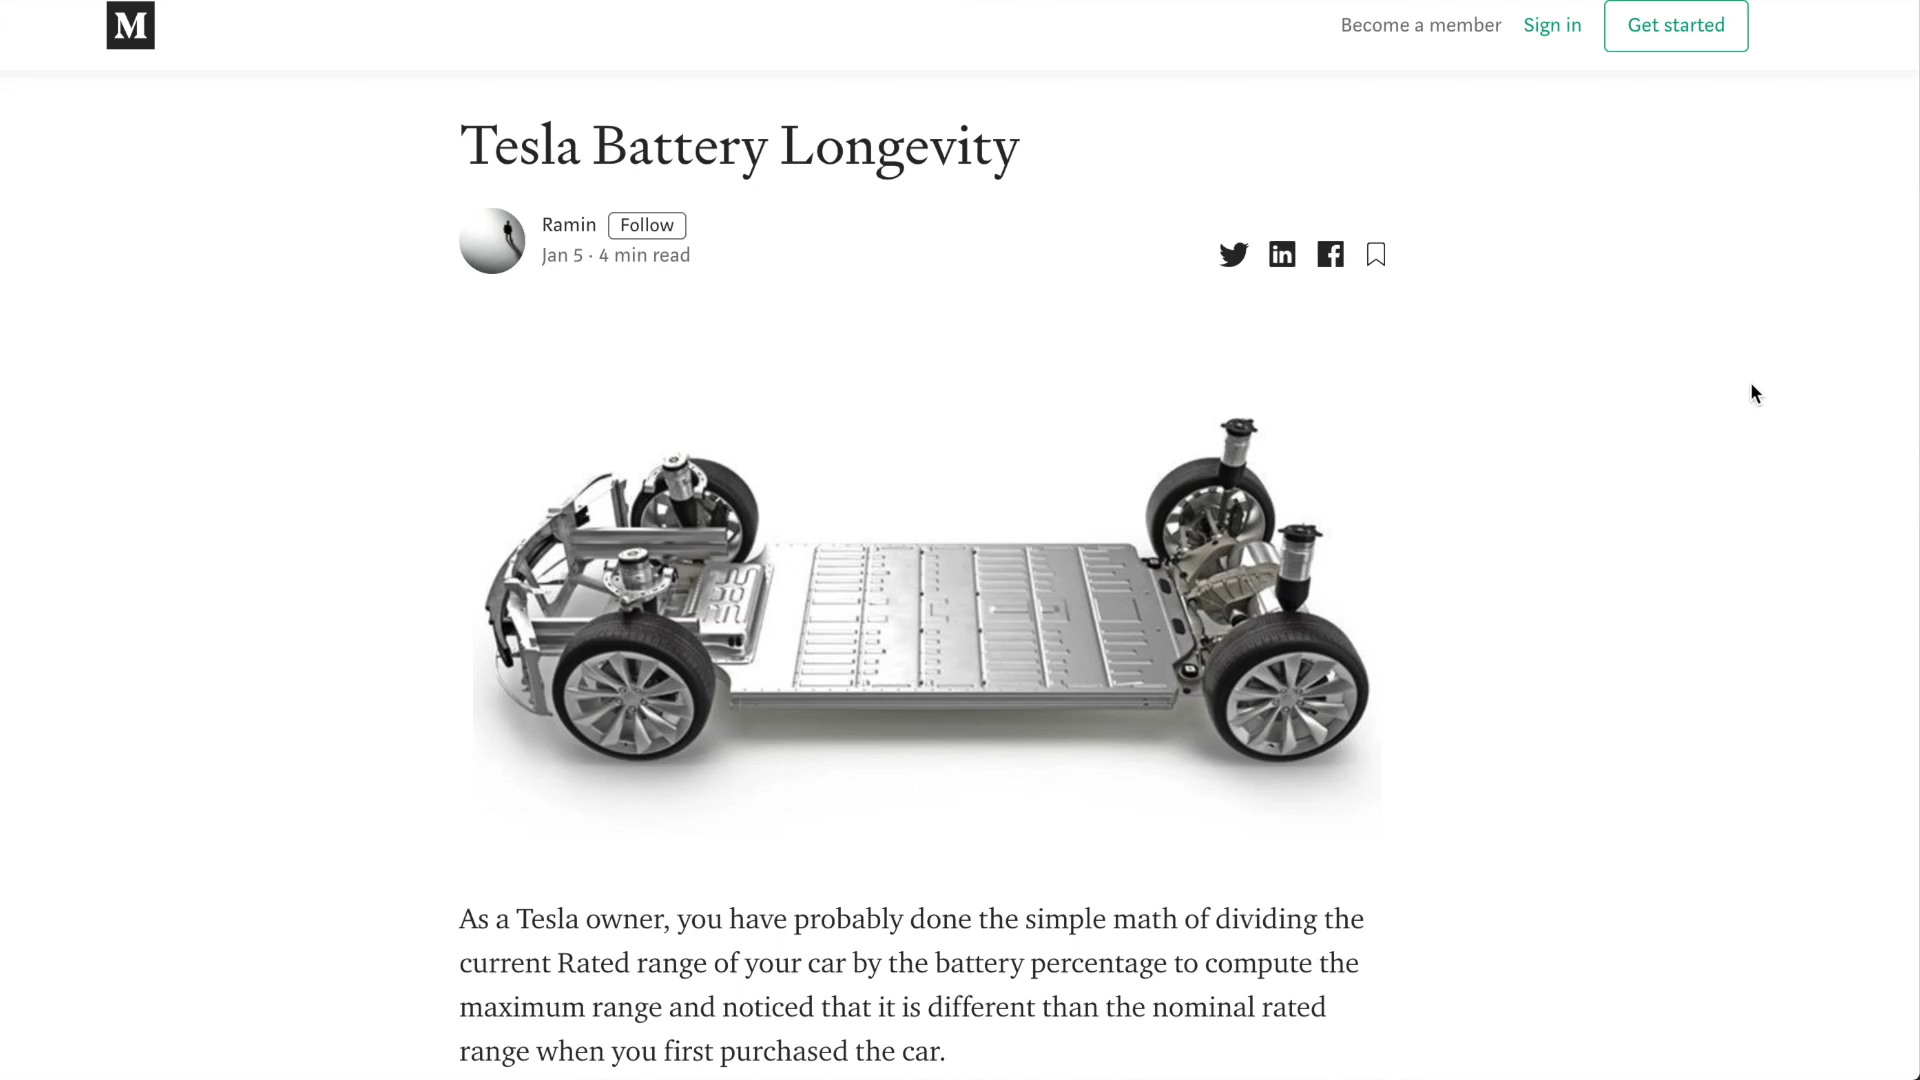 M
Become a member Sign in Get started
Tesla Battery Longevity
Ramin Follow
Jan 5 · 4 min read
As a Tesla owner, you have probably done the simple math of dividing the
current Rated range of your car by the battery percentage to compute the
maximum range and noticed that it is different than the nominal rated
range when you first purchased the car.